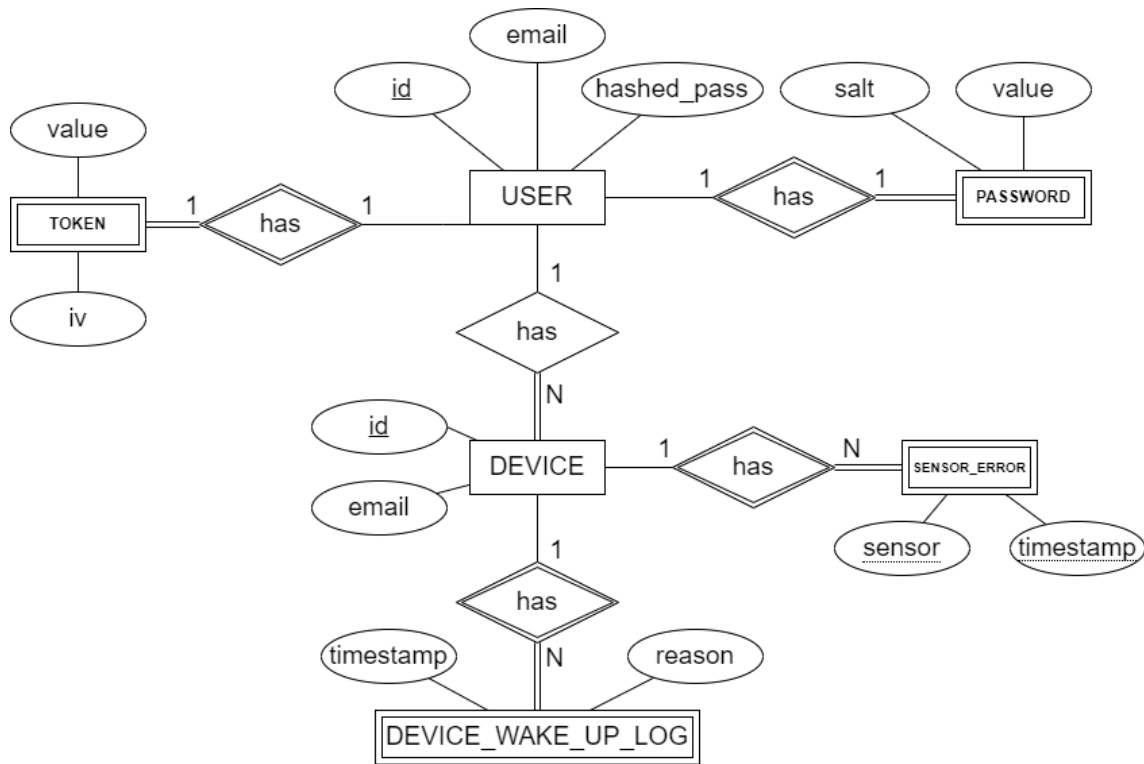 email
id
hashed_pass
salt
value
value
TOKEN
1
has
1
USER
1
has
1
PASSWORD
iv
1
has
N
id
DEVICE
1
has
N
SENSOR_ERROR
email
sensor
timestamp
1
has
N
timestamp
reason
DEVICE_WAKE_UP_LOG